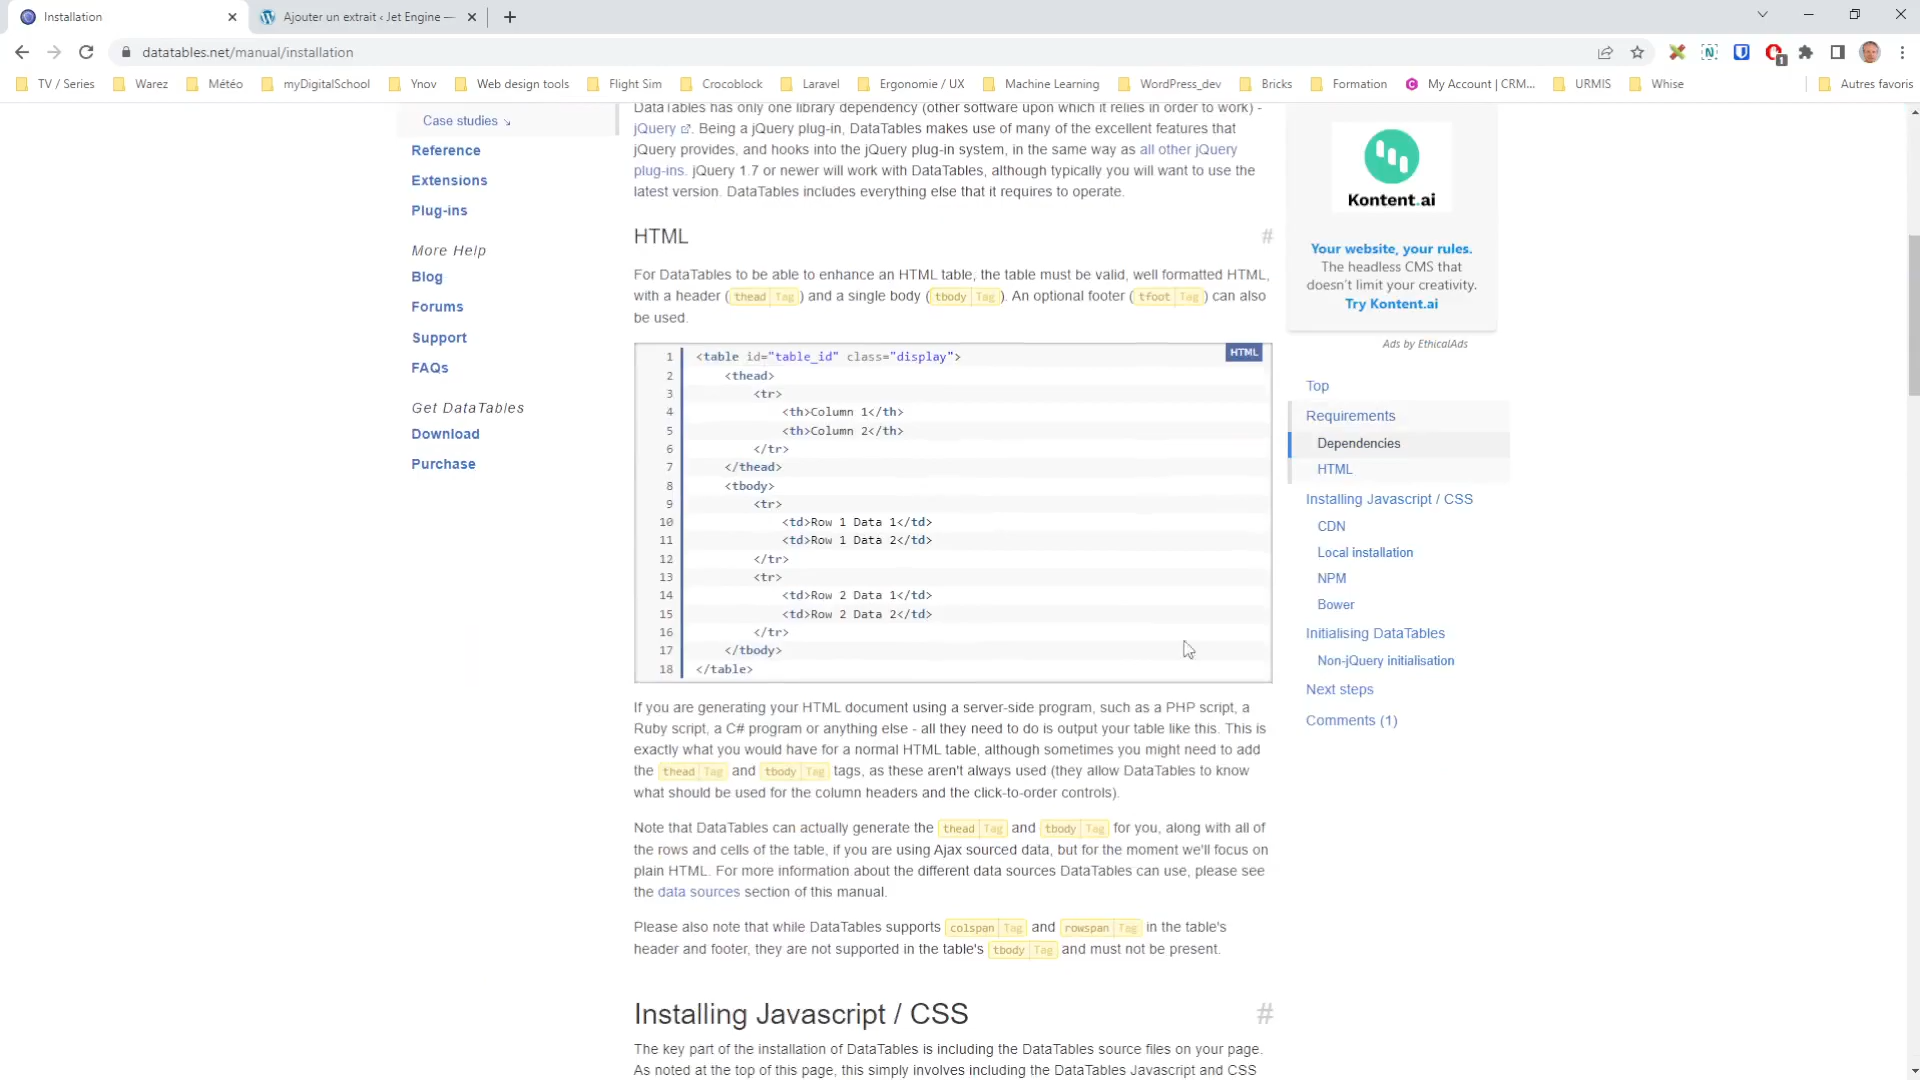 Installation
Ajouter un extrait ‹ Jet Engine —
datatables.net/manual/installation
1
TV / Series
Warez
Météo
myDigitalSchool
Ynov
Web design tools
Flight Sim
Crocoblock
Laravel
Ergonomie / UX
Machine Learning
WordPress_dev
Bricks
Formation
My Account | CRM...
URMIS
Whise
Autres favoris
Case studies
Reference
Extensions
Plug-ins
More Help
Blog
Forums
Support
FAQs
Get DataTables
Download
Purchase
DataTables has only one library dependency (other software upon which it relies in order to work) -
jQuery. Being a jQuery plug-in, DataTables makes use of many of the excellent features that
jQuery provides, and hooks into the jQuery plug-in system, in the same way as all other jQuery
plug-ins. jQuery 1.7 or newer will work with DataTables, although typically you will want to use the
latest version. DataTables includes everything else that it requires to operate.
HTML #
For DataTables to be able to enhance an HTML table, the table must be valid, well formatted HTML,
with a header (thead Tag) and a single body (tbody Tag). An optional footer (tfoot Tag) can also
be used.
HTML
1 <table id="table_id" class="display">
2 <thead>
3 <tr>
4 <th>Column 1</th>
5 <th>Column 2</th>
6 </tr>
7 </thead>
8 <tbody>
9 <tr>
10 <td>Row 1 Data 1</td>
11 <td>Row 1 Data 2</td>
12 </tr>
13 <tr>
14 <td>Row 2 Data 1</td>
15 <td>Row 2 Data 2</td>
16 </tr>
17 </tbody>
18 </table>
If you are generating your HTML document using a server-side program, such as a PHP script, a
Ruby script, a C# program or anything else - all they need to do is output your table like this. This is
exactly what you would have for a normal HTML table, although sometimes you might need to add
the thead Tag and tbody Tag tags, as these aren't always used (they allow DataTables to know
what should be used for the column headers and the click-to-order controls).
Note that DataTables can actually generate the thead Tag and tbody Tag for you, along with all of
the rows and cells of the table, if you are using Ajax sourced data, but for the moment we'll focus on
plain HTML. For more information about the different data sources DataTables can use, please see
the data sources section of this manual.
Please also note that while DataTables supports colspan Tag and rowspan Tag in the table's
header and footer, they are not supported in the table's tbody Tag and must not be present.
Installing Javascript / CSS #
The key part of the installation of DataTables is including the DataTables source files on your page.
As noted at the top of this page, this simply involves including the DataTables Javascript and CSS
Kontent.ai
Your website, your rules.
The headless CMS that
doesn't limit your creativity.
Try Kontent.ai
Ads by EthicalAds
Top
Requirements
Dependencies
HTML
Installing Javascript / CSS
CDN
Local installation
NPM
Bower
Initialising DataTables
Non-jQuery initialisation
Next steps
Comments (1)